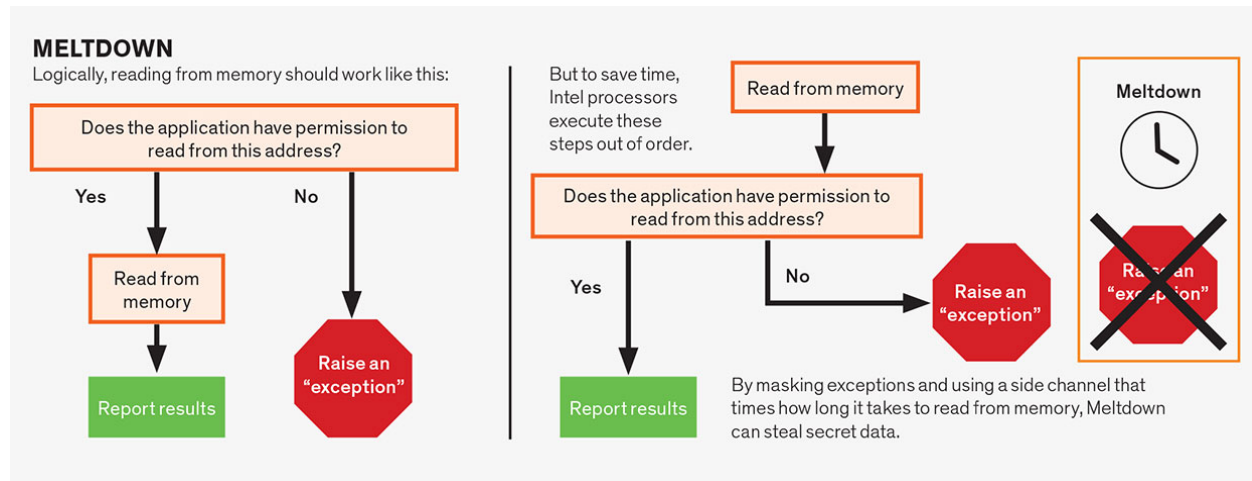 MELTDOWN
Logically, reading from memory should work like this:
Does the application have permission to
read from this address?
Yes
No
Read from
memory
Raise an
“exception”
Report results
But to save time,
Intel processors
execute these
steps out of order.
Read from memory
Does the application have permission to
read from this address?
Yes
No
Raise an
“exception”
Report results
By masking exceptions and using a side channel that
times how long it takes to read from memory, Meltdown
can steal secret data.
Meltdown
Raise an
“exception”